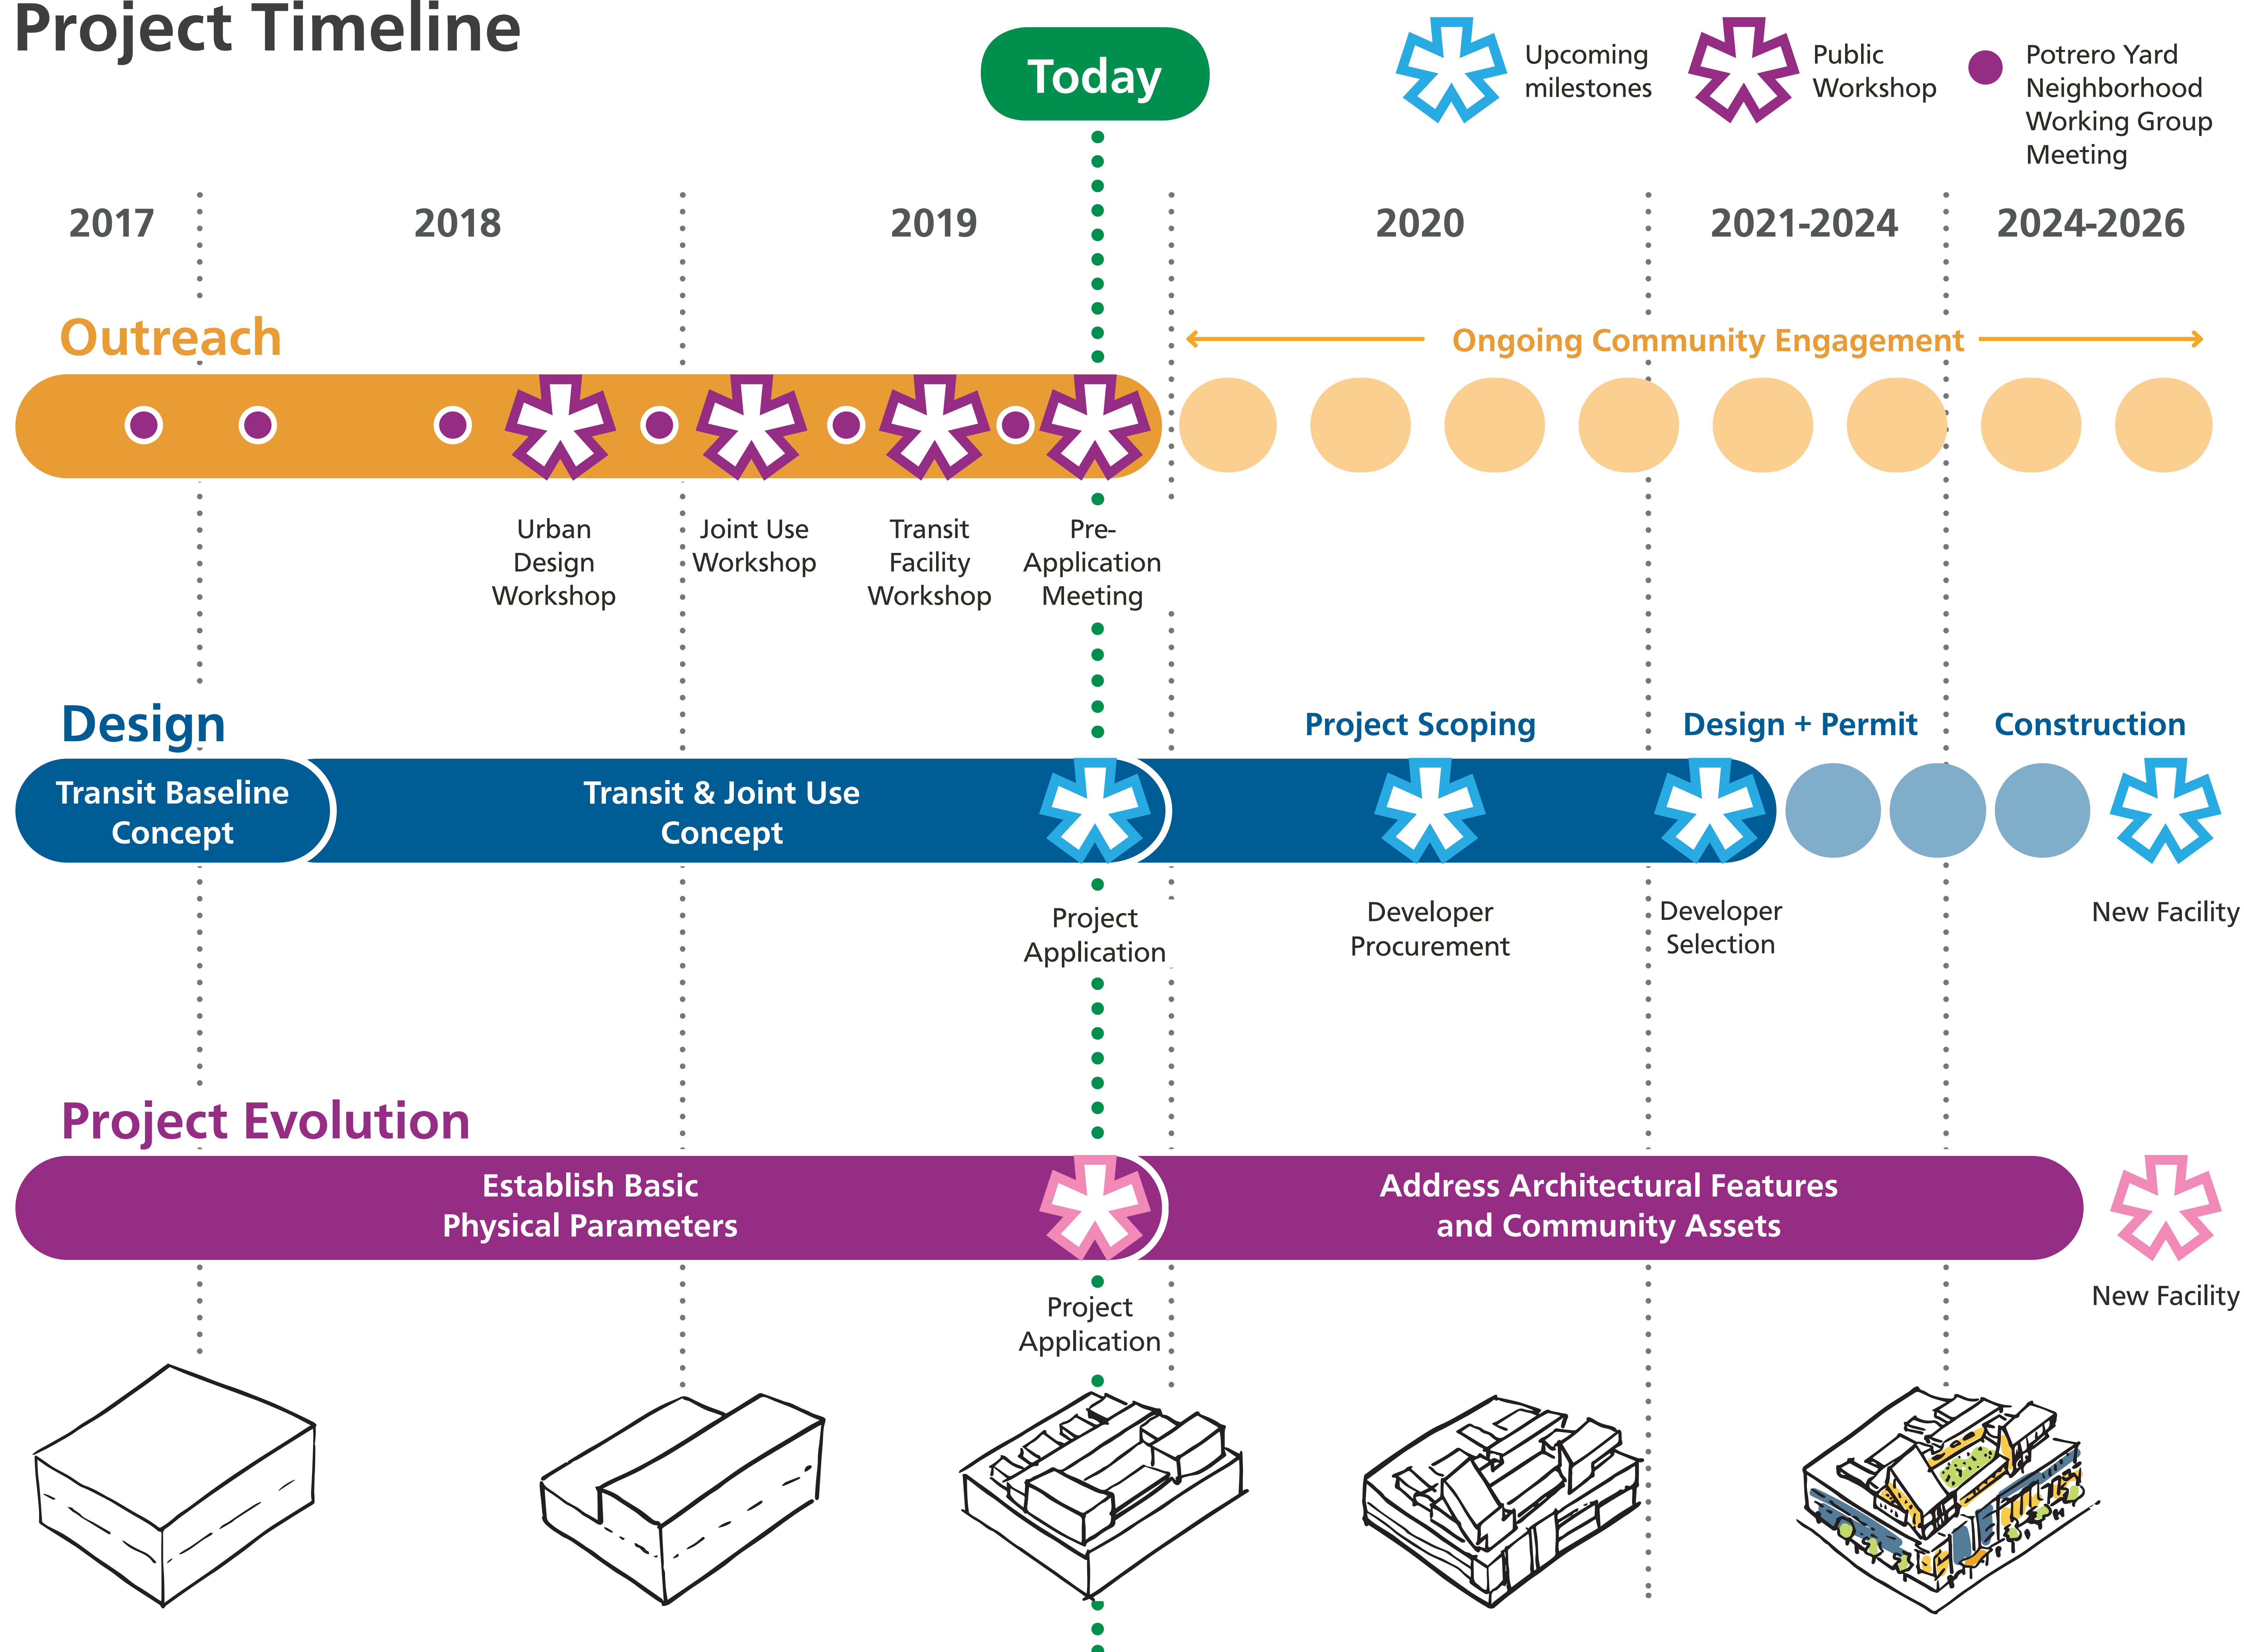 Project Timeline
Today
Upcoming
milestones
Public
Workshop
Potrero Yard
Neighborhood
Working Group
Meeting
2017
2018
2019
2020
2021-2024
2024-2026
Outreach
Ongoing Community Engagement
Urban
Design
Workshop
Joint Use
Workshop
Transit
Facility
Workshop
Pre-
Application
Meeting
Design
Project Scoping
Design + Permit
Construction
Transit Baseline
Concept
Transit & Joint Use
Concept
Project
Application
Developer
Procurement
Developer
Selection
New Facility
Project Evolution
Establish Basic
Physical Parameters
Address Architectural Features
and Community Assets
Project
Application
New Facility